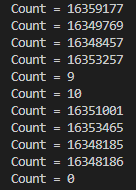 Count = 16359177
Count = 16349769
Count = 16348457
Count = 16353257
Count = 9
Count = 10
Count = 16351001
Count = 16353465
Count = 16348185
Count = 16348186
Count = 0